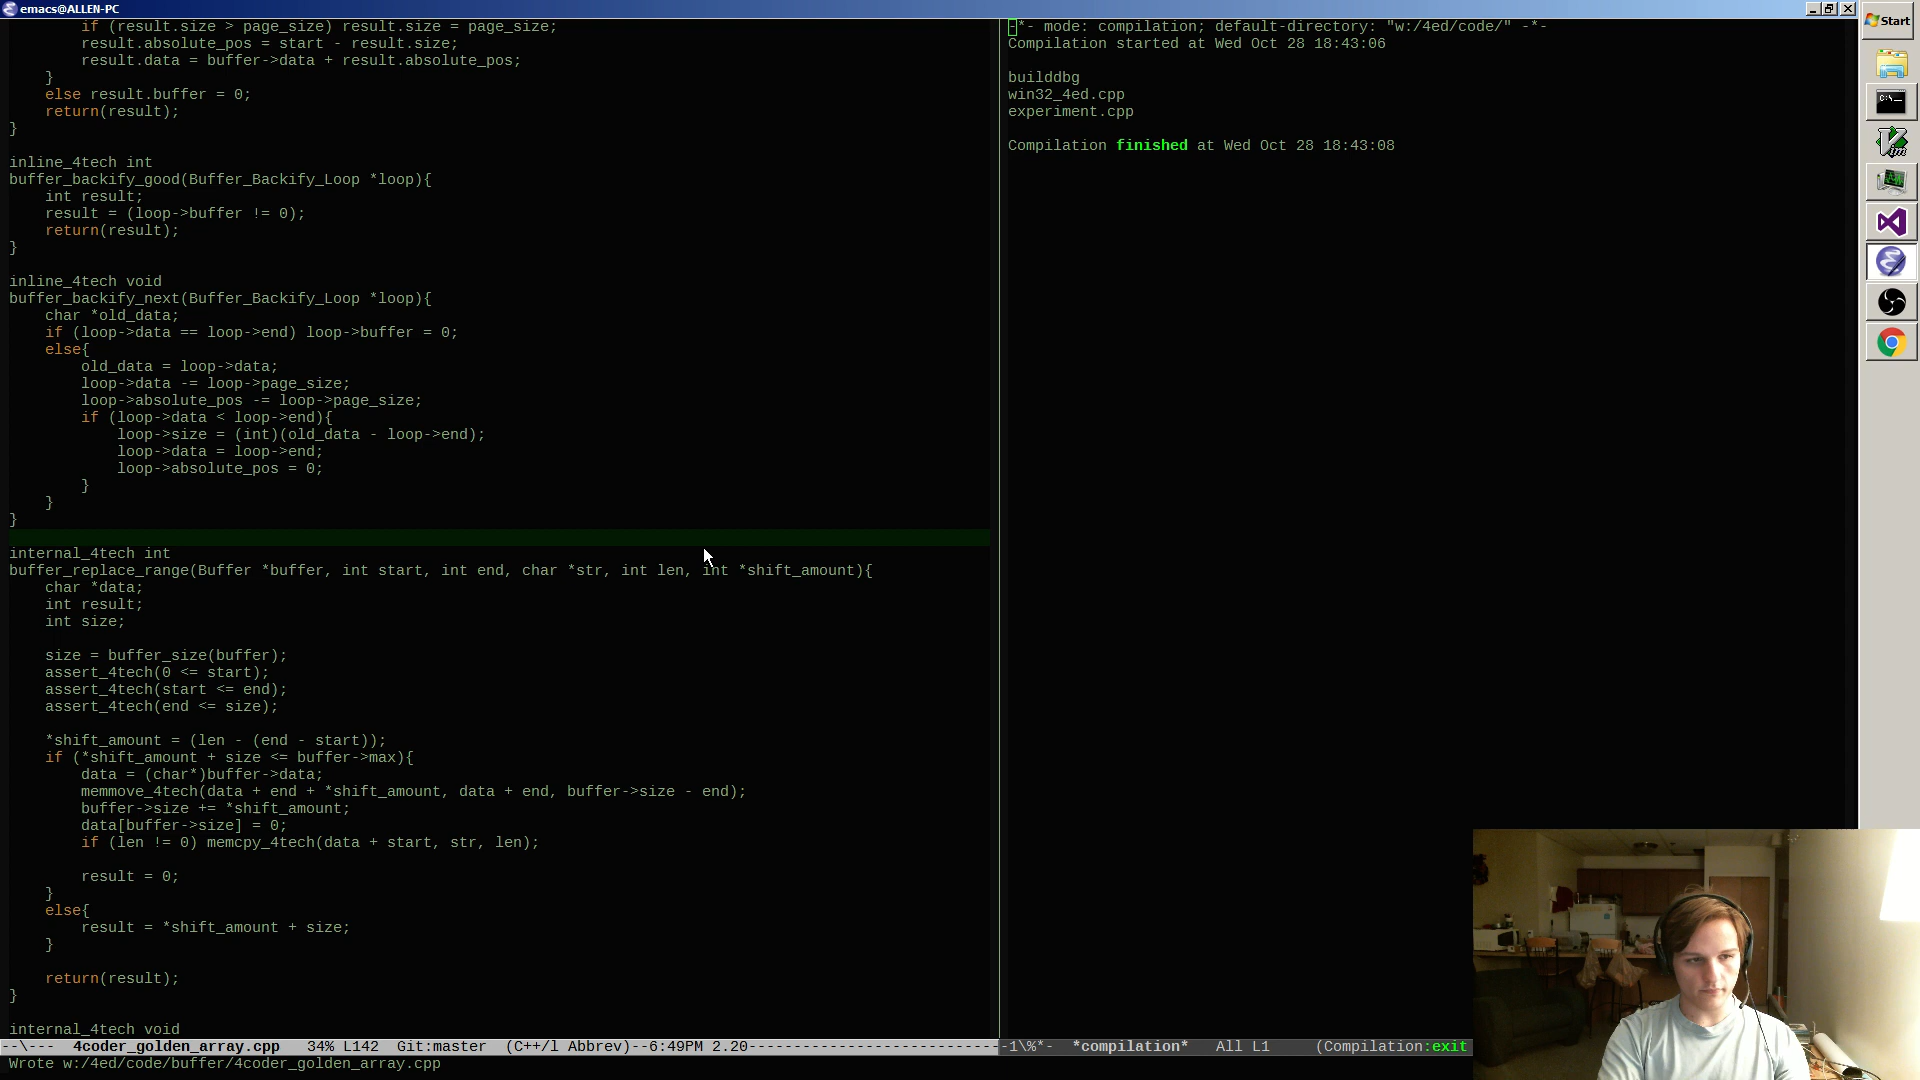 emacs@ALLEN-PC
if (result.size > page_size) result.size = page_size;
result.absolute_pos = start - result.size;
result.data = buffer->data + result.absolute_pos;
}
else result.buffer = 0;
return(result);
}
inline_4tech int
buffer_backify_good(Buffer_Backify_Loop *loop){
int result;
result = (loop->buffer != 0);
return(result);
}
inline_4tech void
buffer_backify_next(Buffer_Backify_Loop *loop){
char *old_data;
if (loop->data == loop->end) loop->buffer = 0;
else{
old_data = loop->data;
loop->data -= loop->page_size;
loop->absolute_pos -= loop->page_size;
if (loop->data < loop->end){
loop->size = (int)(old_data - loop->end);
loop->data = loop->end;
loop->absolute_pos = 0;
}
}
}
internal_4tech int
buffer_replace_range(Buffer *buffer, int start, int end, char *str, int len, int *shift_amount){
char *data;
int result;
int size;
size = buffer_size(buffer);
assert_4tech(0 <= start);
assert_4tech(start <= end);
assert_4tech(end <= size);
*shift_amount = (len - (end - start));
if (*shift_amount + size <= buffer->max){
data = (char*)buffer->data;
memmove_4tech(data + end + *shift_amount, data + end, buffer->size - end);
buffer->size += *shift_amount;
data[buffer->size] = 0;
if (len != 0) memcpy_4tech(data + start, str, len);
result = 0;
}
else{
result = *shift_amount + size;
}
return(result);
}
internal_4tech void
--\--- 4coder_golden_array.cpp 34% L142 Git:master (C++/l Abbrev)--6:49PM 2.20----------------------------
Wrote w:/4ed/code/buffer/4coder_golden_array.cpp
-*- mode: compilation; default-directory: "w:/4ed/code/" -*-
Compilation started at Wed Oct 28 18:43:06
builddbg
win32_4ed.cpp
experiment.cpp
Compilation finished at Wed Oct 28 18:43:08
-1\%*- *compilation* All L1 (Compilation:exit
Start
C:\
Vim